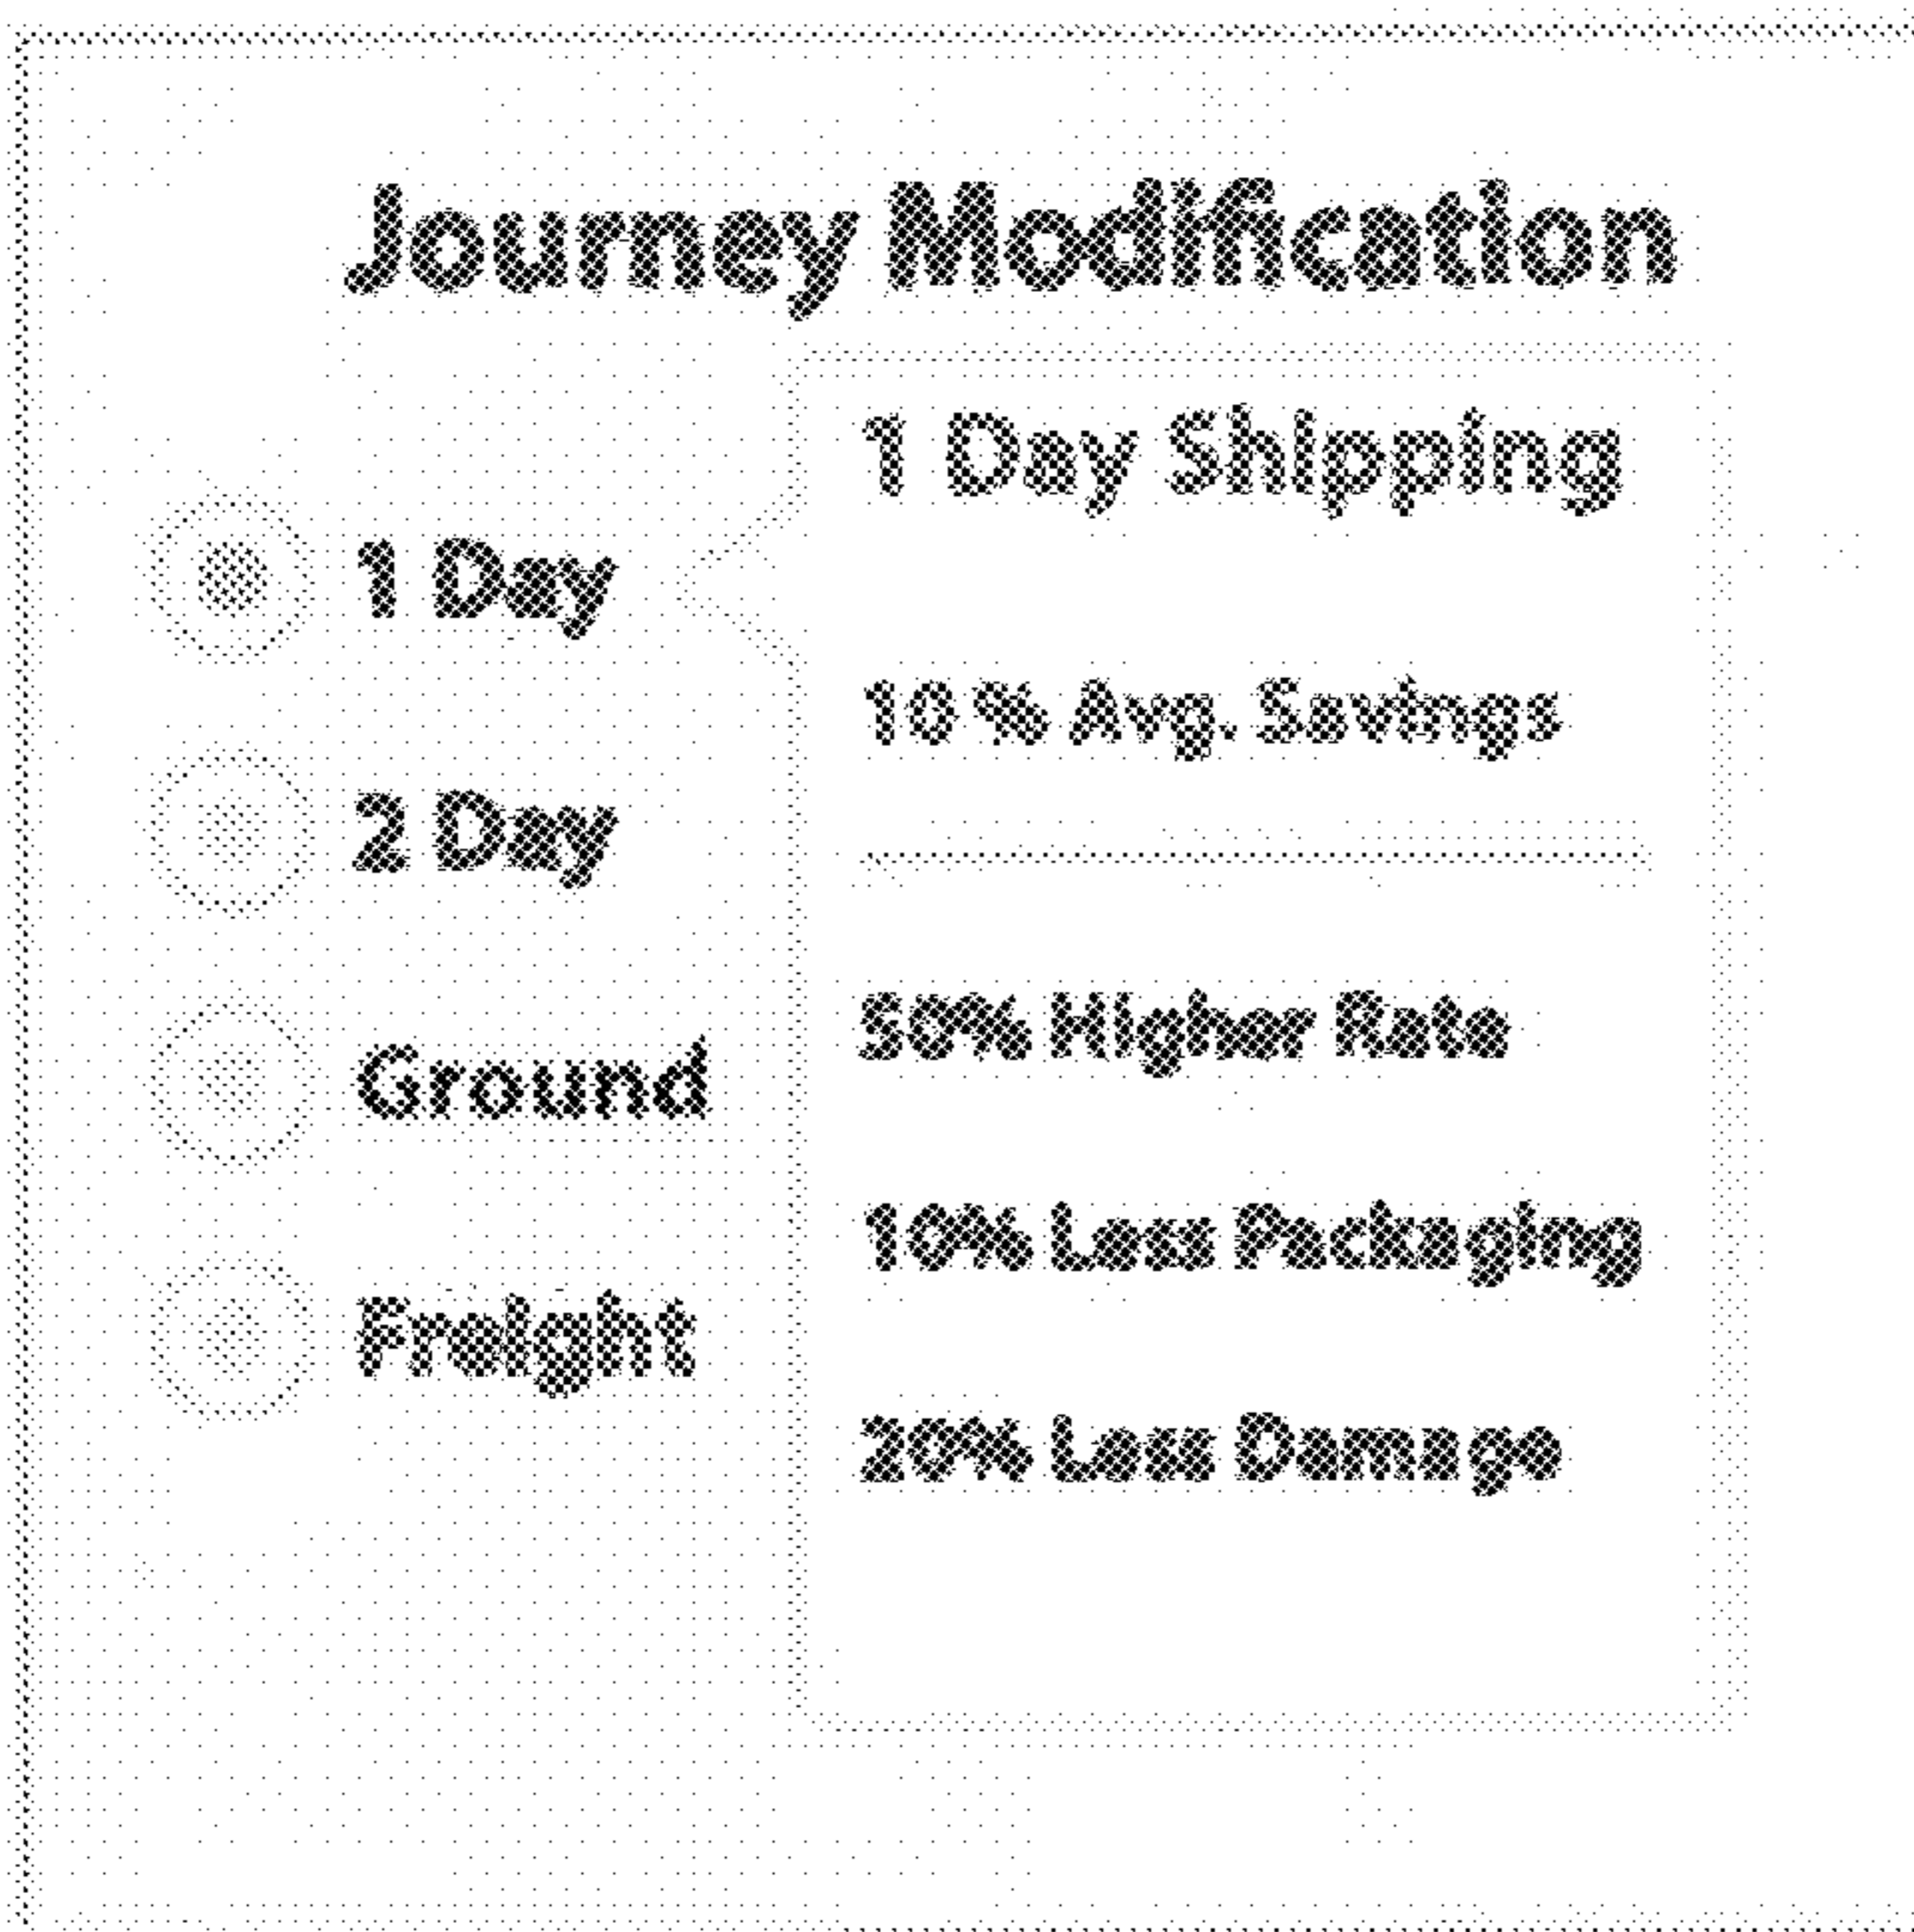 Journey Modification
1 Day
2 Day
Ground
Freight
1 Day Shipping
10 % Avg. Savings
50% Higher Rate
10% Less Packaging
20% Less Damage